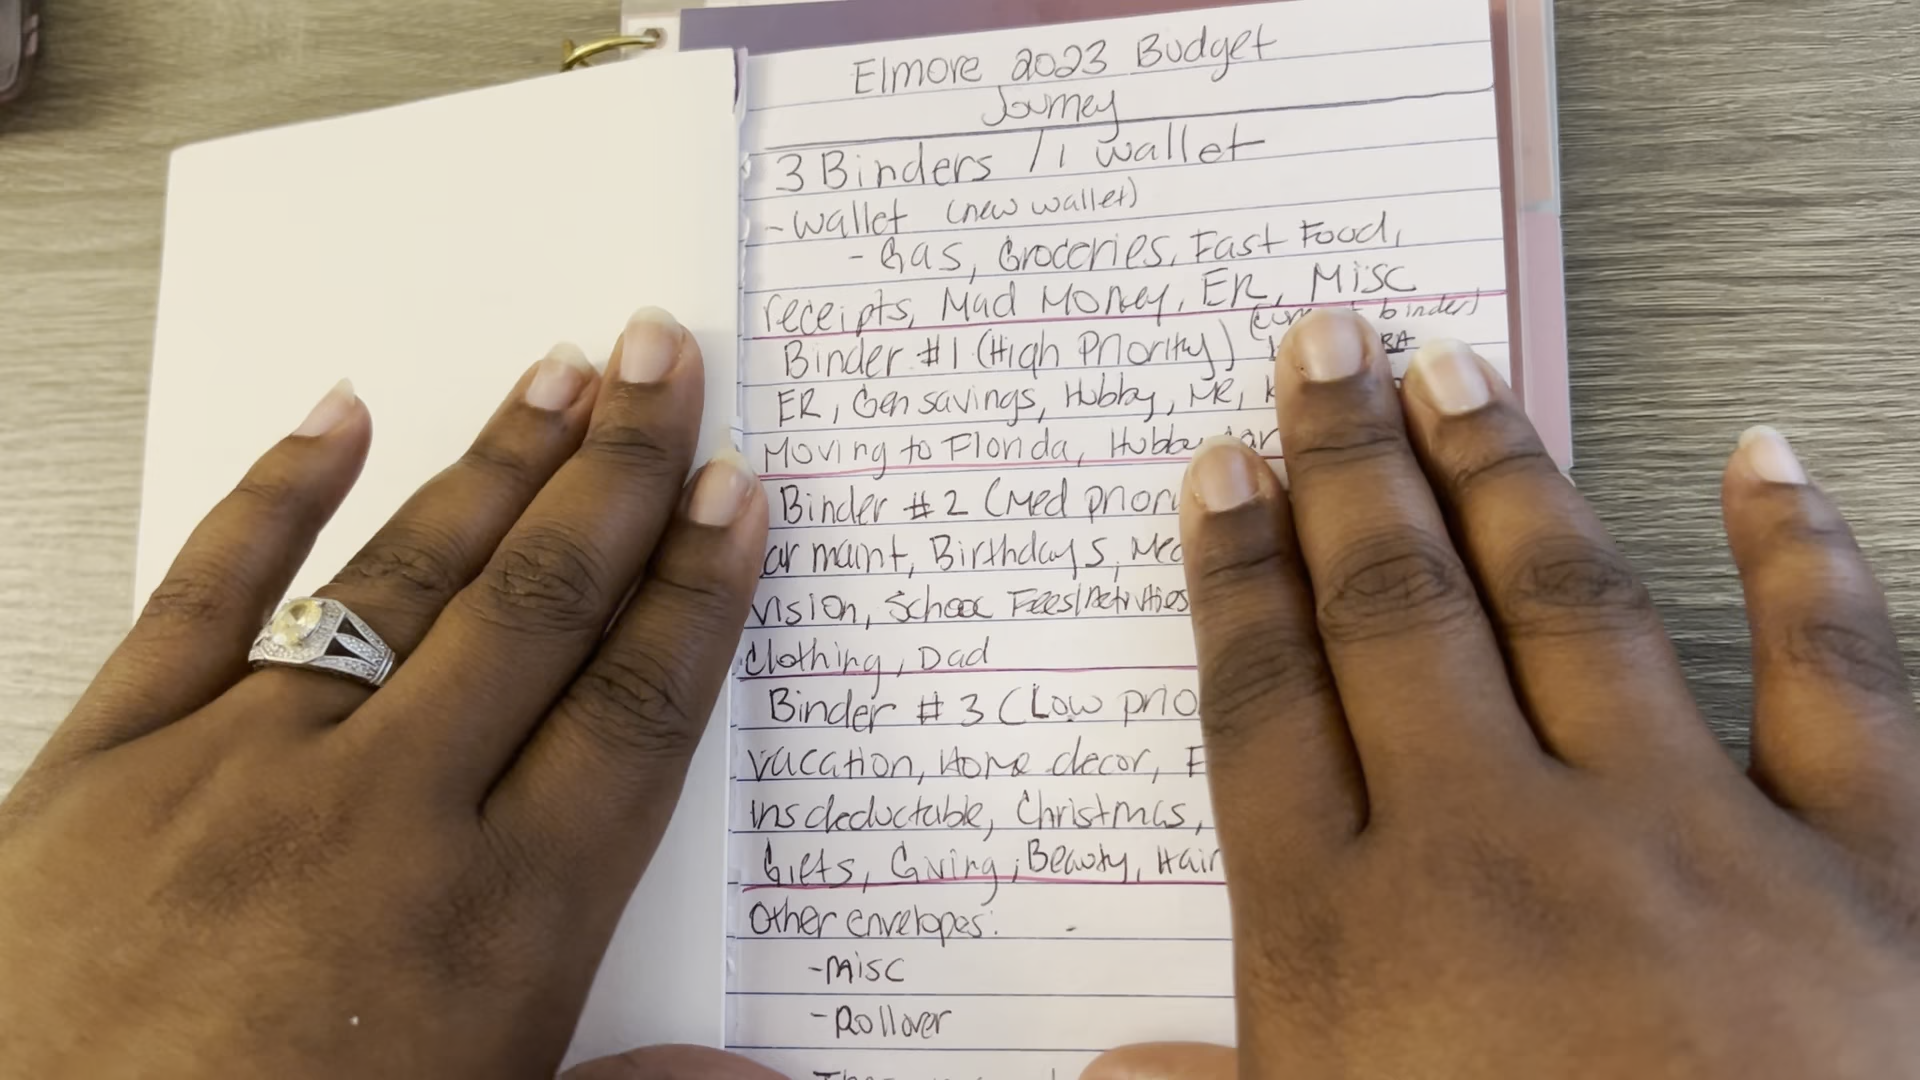 Elmore 2023 Budget
Journey
3 Binders / 1 wallet
- wallet (new wallet)
- Gas, Groceries, Fast Food,
receipts, Mad Money, ER, Misc
Binder #1 (High Priority) binder)
ER, Gen savings, Hubby, MR,
Moving to Florida, Hubby
Binder #2 (Med
car maint, Birthdays,
vision, School Fees/Activities
Clothing, Dad
Binder #3 (Low
vacation, Home decor,
ins deductable, Christmas,
Gifts, Giving, Beauty, Hair
Other envelopes:
-Misc
-Rollover